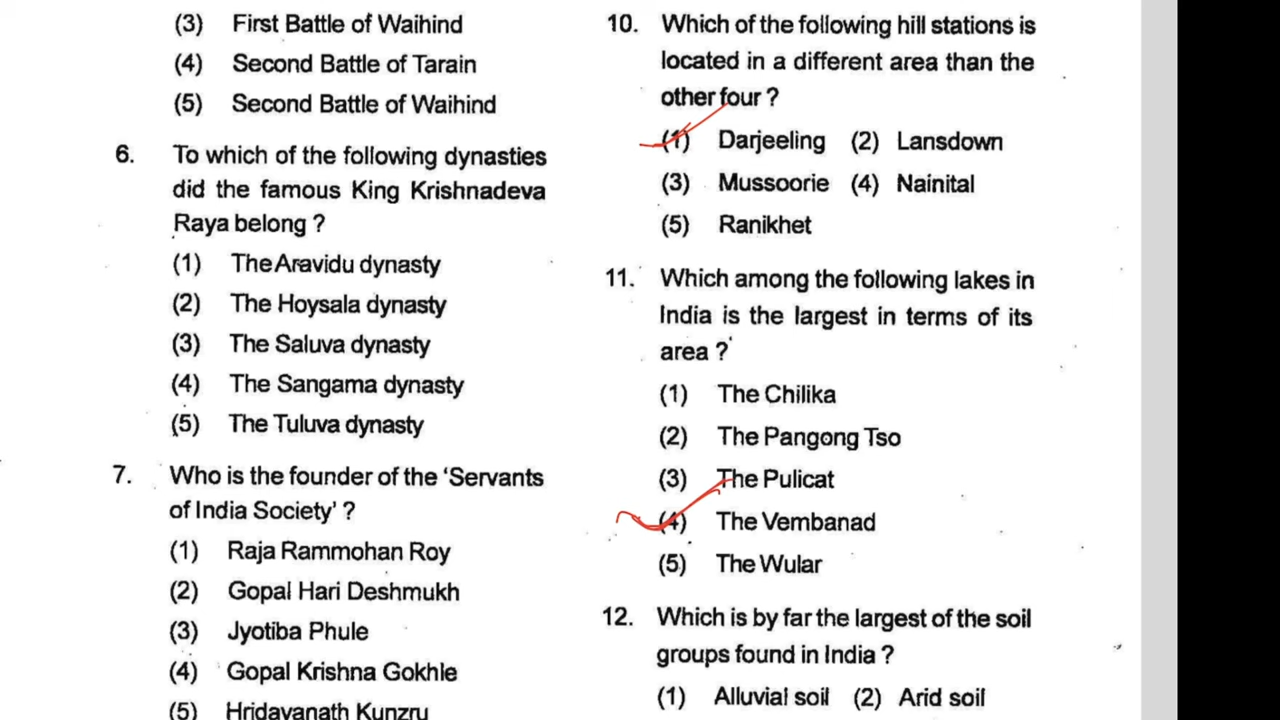 (3) First Battle of Waihind
(4) Second Battle of Tarain
(5) Second Battle of Waihind
6. To which of the following dynasties
did the famous King Krishnadeva
Raya belong ?
(1) The Aravidu dynasty
(2) The Hoysala dynasty
(3) The Saluva dynasty
(4) The Sangama dynasty
(5) The Tuluva dynasty
7. Who is the founder of the ‘Servants
of India Society’ ?
(1) Raja Rammohan Roy
(2) Gopal Hari Deshmukh
(3) Jyotiba Phule
(4) Gopal Krishna Gokhle
(5) Hridayanath Kunzru
10. Which of the following hill stations is
located in a different area than the
other four ?
(1) Darjeeling (2) Lansdown
(3) Mussoorie (4) Nainital
(5) Ranikhet
11. Which among the following lakes in
India is the largest in terms of its
area ?
(1) The Chilika
(2) The Pangong Tso
(3) The Pulicat
(4) The Vembanad
(5) The Wular
12. Which is by far the largest of the soil
groups found in India ?
(1) Alluvial soil (2) Arid soil